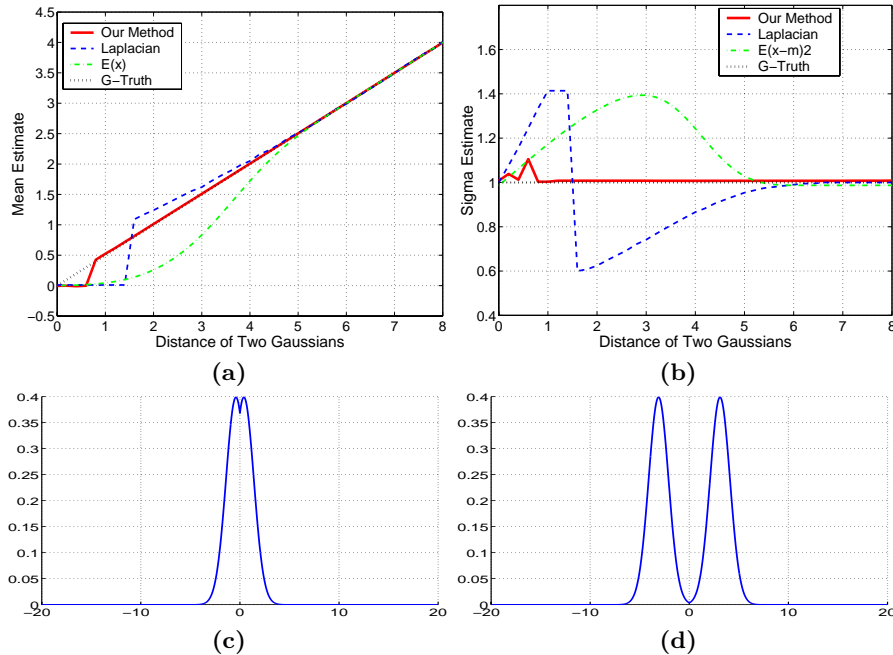 4.5
4
3.5
3
2.5
2
1.5
1
0.5
0
−0.5
Mean Estimate
Our Method
Laplacian
E(x)
G−Truth
0 1 2 3 4 5 6 7 8
Distance of Two Gaussians
(a)
1.6
1.4
1.2
1
0.8
0.6
0.4
Sigma Estimate
Our Method
Laplacian
E(x−m)2
G−Truth
0 1 2 3 4 5 6 7 8
Distance of Two Gaussians
(b)
0.4
0.35
0.3
0.25
0.2
0.15
0.1
0.05
0
−20 −10 0 10 20
(c)
0.4
0.35
0.3
0.25
0.2
0.15
0.1
0.05
0
−20 −10 0 10 20
(d)